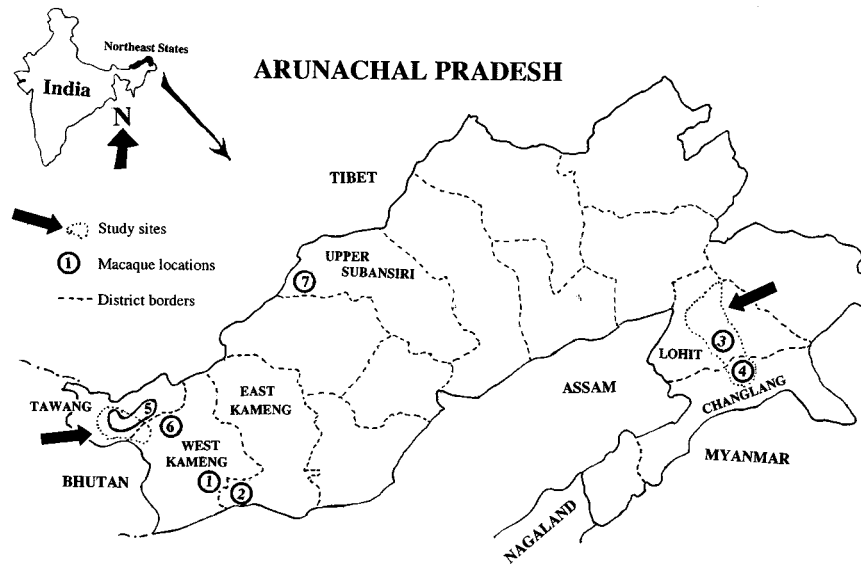 Northeast States
India
N
ARUNACHAL PRADESH
TIBET
Study sites
1 Macaque locations
District borders
UPPER
SUBANSIRI
7
LOHIT
3
4
CHANGLANG
ASSAM
MYANMAR
NAGALAND
TAWANG
5
6
EAST
KAMENG
WEST
KAMENG
1
2
BHUTAN